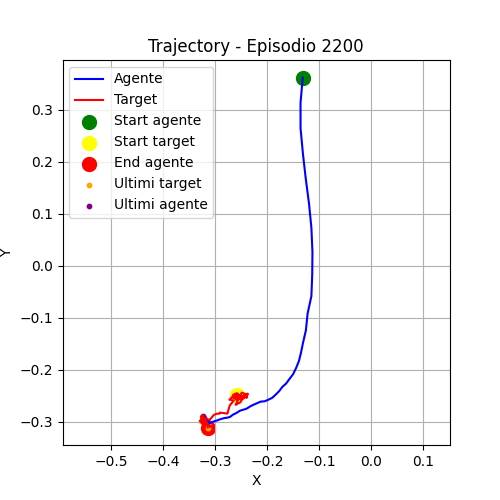 Trajectory - Episodio 2200
Agente
Target
Start agente
Start target
End agente
Ultimi target
Ultimi agente
Y
0.3
0.2
0.1
0.0
−0.1
−0.2
−0.3
−0.5
−0.4
−0.3
−0.2
−0.1
0.0
0.1
X